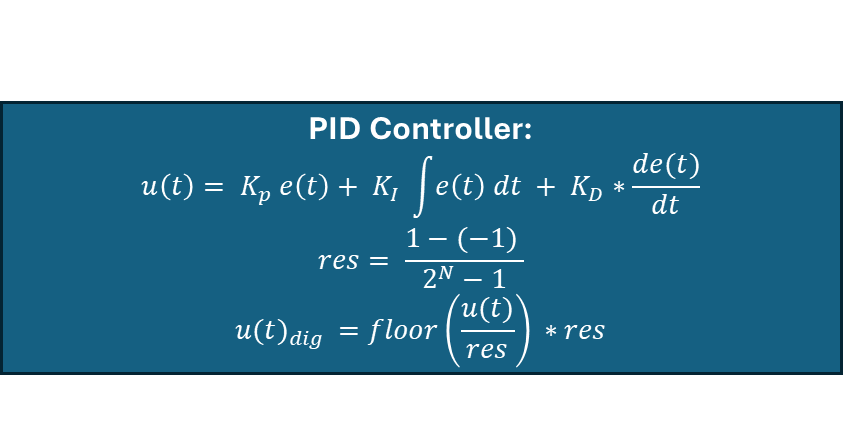 PID Controller:
u(t) = K_p e(t) + K_I ∫ e(t) dt + K_D * de(t)/dt
res = (1 − (−1))/(2^N − 1)
u(t)_dig = floor(u(t)/res) * res